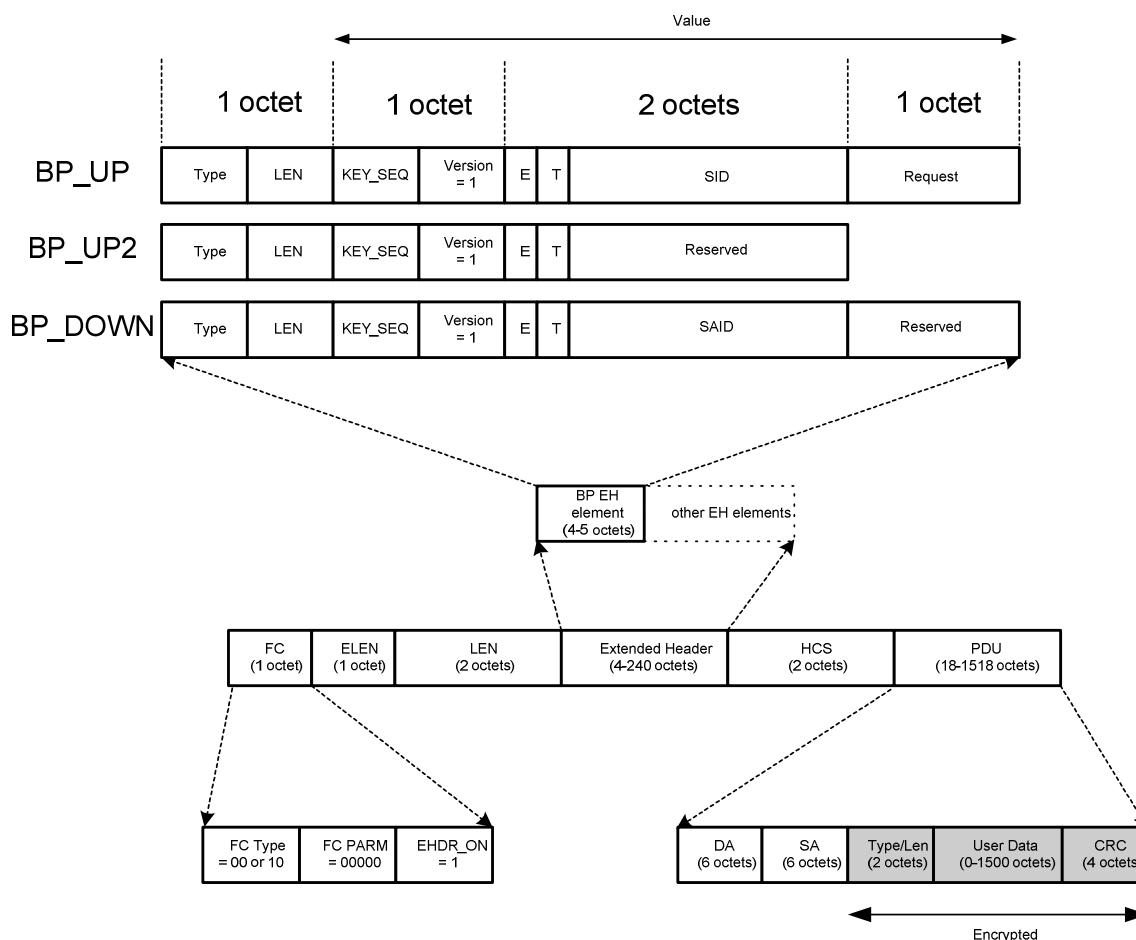 Value
1 octet 1 octet 2 octets 1 octet
BP_UP Type LEN KEY_SEQ Version = 1 E T SID Request
BP_UP2 Type LEN KEY_SEQ Version = 1 E T Reserved
BP_DOWN Type LEN KEY_SEQ Version = 1 E T SAID Reserved
BP EH
element
(4-5 octets)
other EH elements
FC
(1 octet)
ELEN
(1 octet)
LEN
(2 octets)
Extended Header
(4-240 octets)
HCS
(2 octets)
PDU
(18-1518 octets)
FC Type
= 00 or 10
FC PARM
= 00000
EHDR_ON
= 1
DA
(6 octets)
SA
(6 octets)
Type/Len
(2 octets)
User Data
(0-1500 octets)
CRC
(4 octets
Encrypted